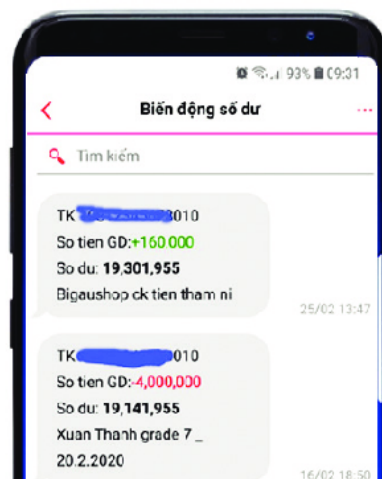 93% 09:31
Biến động số dư
Tìm kiếm
TK 3010
So tien GD:+160 000
So du: 19,301,955
Bigaushop ck tien tham ni
25/02 13:47
TK 010
So tien GD:-4,000,000
So du: 19,141,955
Xuan Thanh grade 7 _
20.2.2020
16/02 18:50